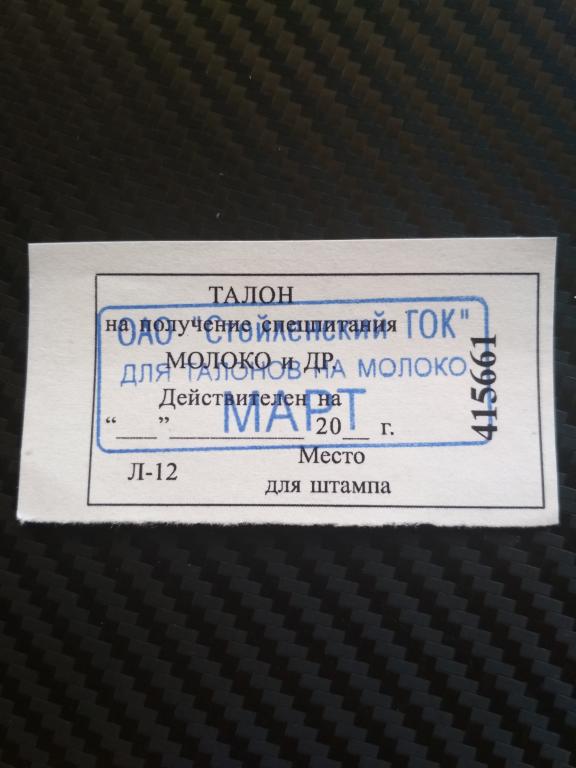 ТАЛОН
ОАО "Стойленский ГОК"
на получение спецпитания
МОЛОКО и ДР.
ДЛЯ ТАЛОНОВ НА МОЛОКО
Действителен на
МАРТ
“___”____________ 20__ г.
415661
Л-12
Место
для штампа